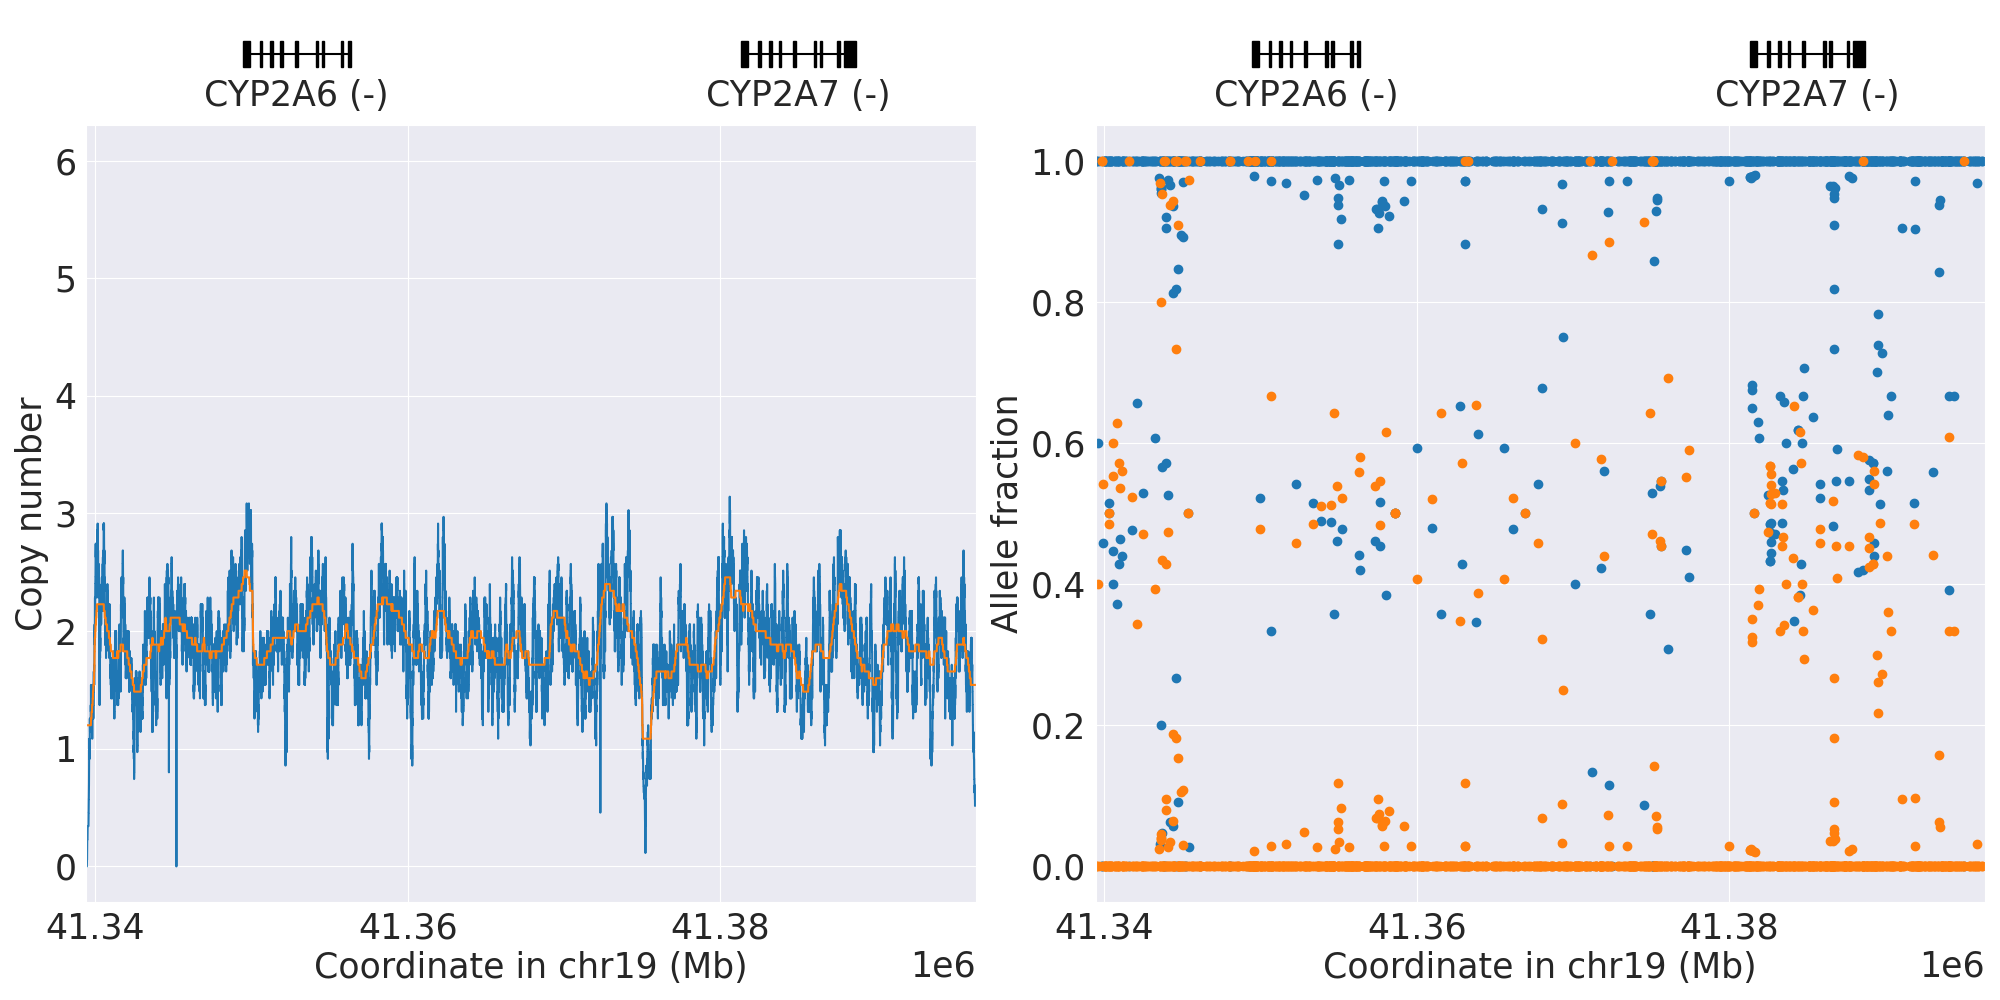 CYP2A6 (-)
CYP2A7 (-)
6
5
4
3
2
1
0
Copy number
41.34
41.36
41.38
Coordinate in chr19 (Mb)
1e6
CYP2A6 (-)
CYP2A7 (-)
1.0
0.8
0.6
0.4
0.2
0.0
Allele fraction
41.34
41.36
41.38
Coordinate in chr19 (Mb)
1e6